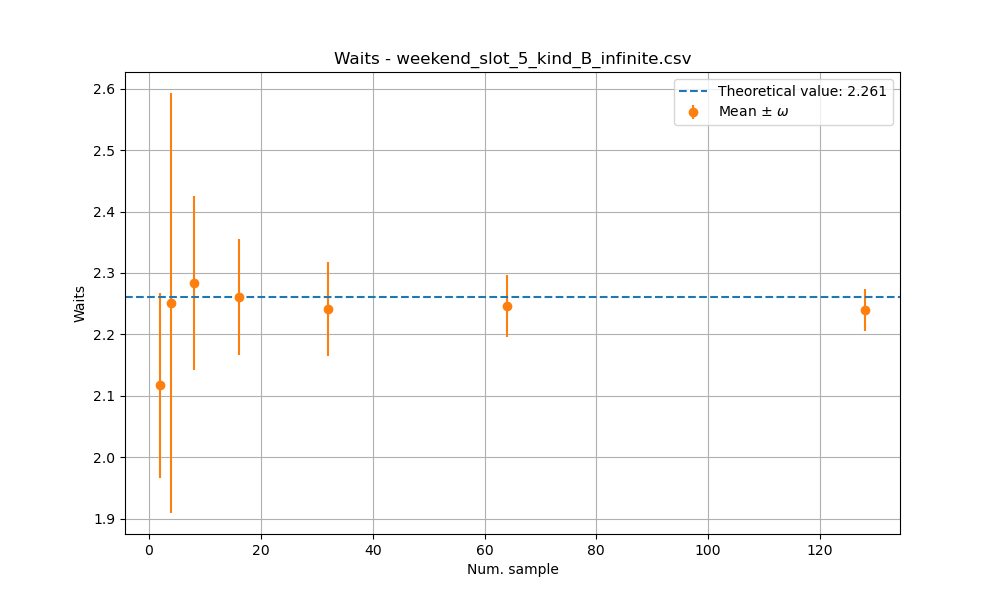 Waits - weekend_slot_5_kind_B_infinite.csv
Theoretical value: 2.261
Mean ± ω
2.6
2.5
2.4
2.3
2.2
2.1
2.0
1.9
Waits
0 20 40 60 80 100 120
Num. sample